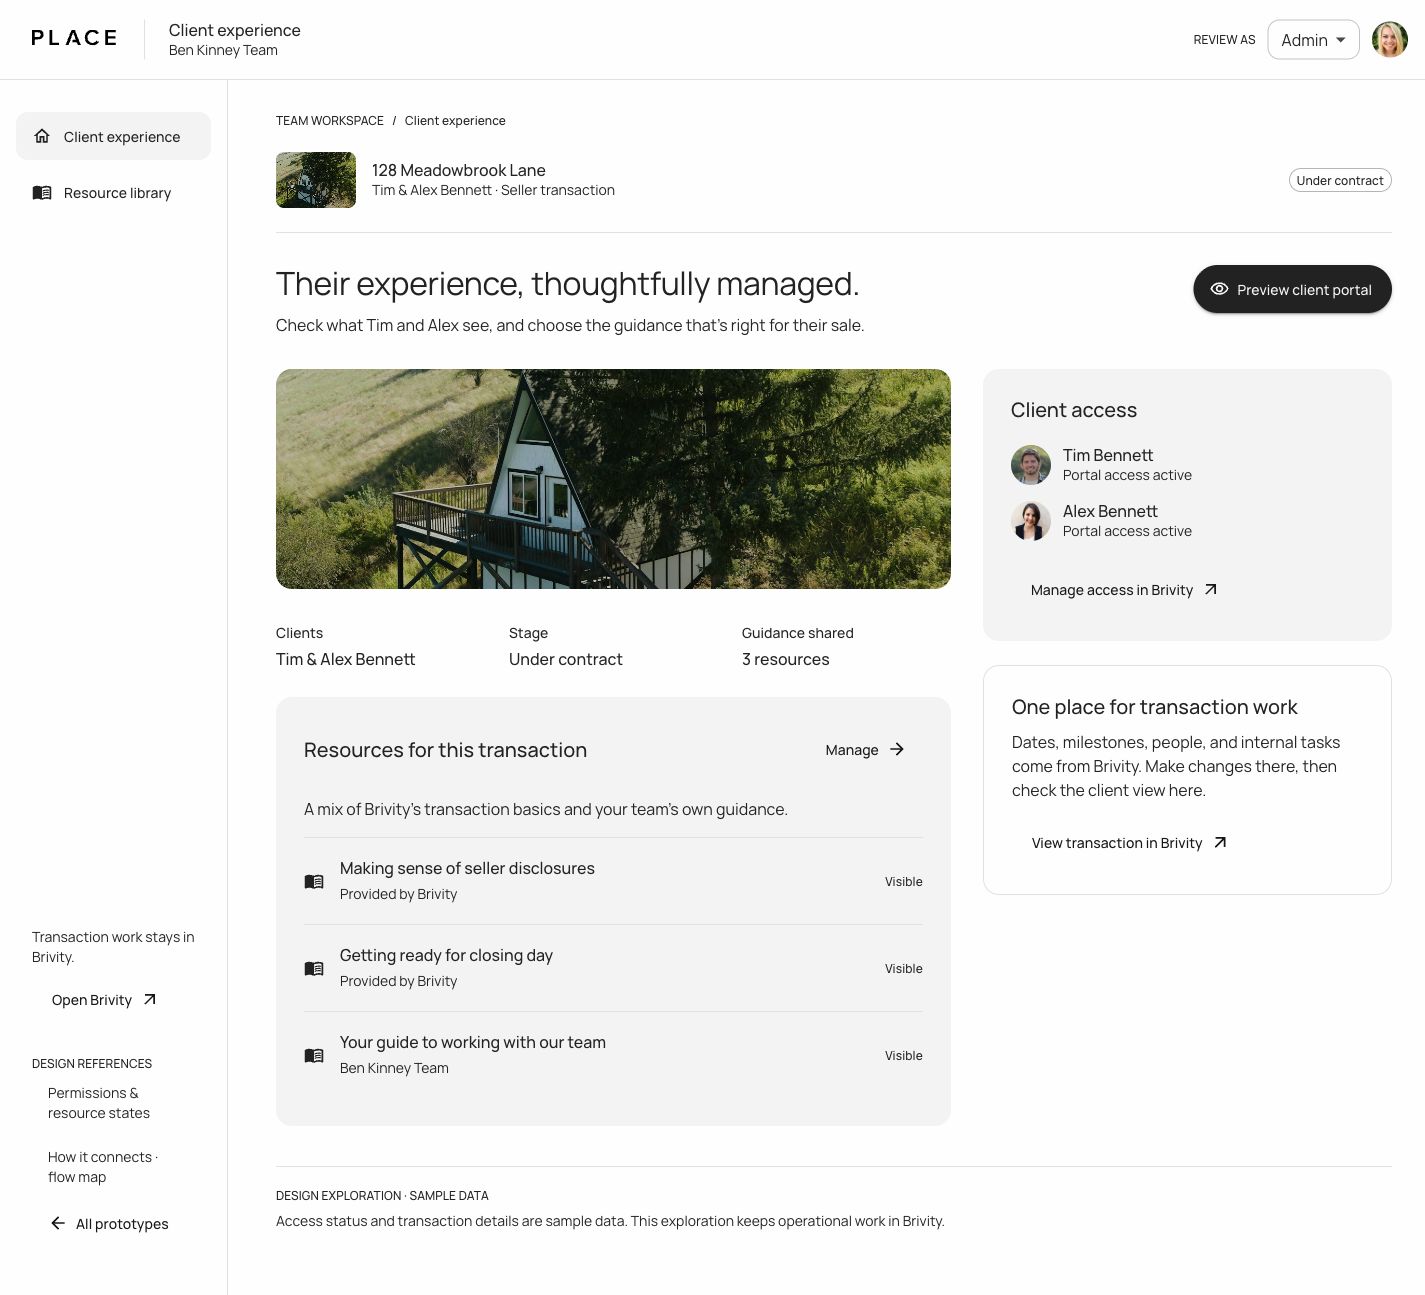 PLACE
Client experience
Ben Kinney Team
REVIEW AS
Admin
Client experience
Resource library
TEAM WORKSPACE / Client experience
128 Meadowbrook Lane
Tim & Alex Bennett · Seller transaction
Under contract
Their experience, thoughtfully managed.
Check what Tim and Alex see, and choose the guidance that's right for their sale.
Preview client portal
Clients
Tim & Alex Bennett
Stage
Under contract
Guidance shared
3 resources
Resources for this transaction
Manage
A mix of Brivity's transaction basics and your team's own guidance.
Making sense of seller disclosures
Provided by Brivity
Visible
Getting ready for closing day
Provided by Brivity
Visible
Your guide to working with our team
Ben Kinney Team
Visible
Client access
Tim Bennett
Portal access active
Alex Bennett
Portal access active
Manage access in Brivity
One place for transaction work
Dates, milestones, people, and internal tasks
come from Brivity. Make changes there, then
check the client view here.
View transaction in Brivity
Transaction work stays in
Brivity.
Open Brivity
DESIGN REFERENCES
Permissions &
resource states
How it connects ·
flow map
All prototypes
DESIGN EXPLORATION · SAMPLE DATA
Access status and transaction details are sample data. This exploration keeps operational work in Brivity.